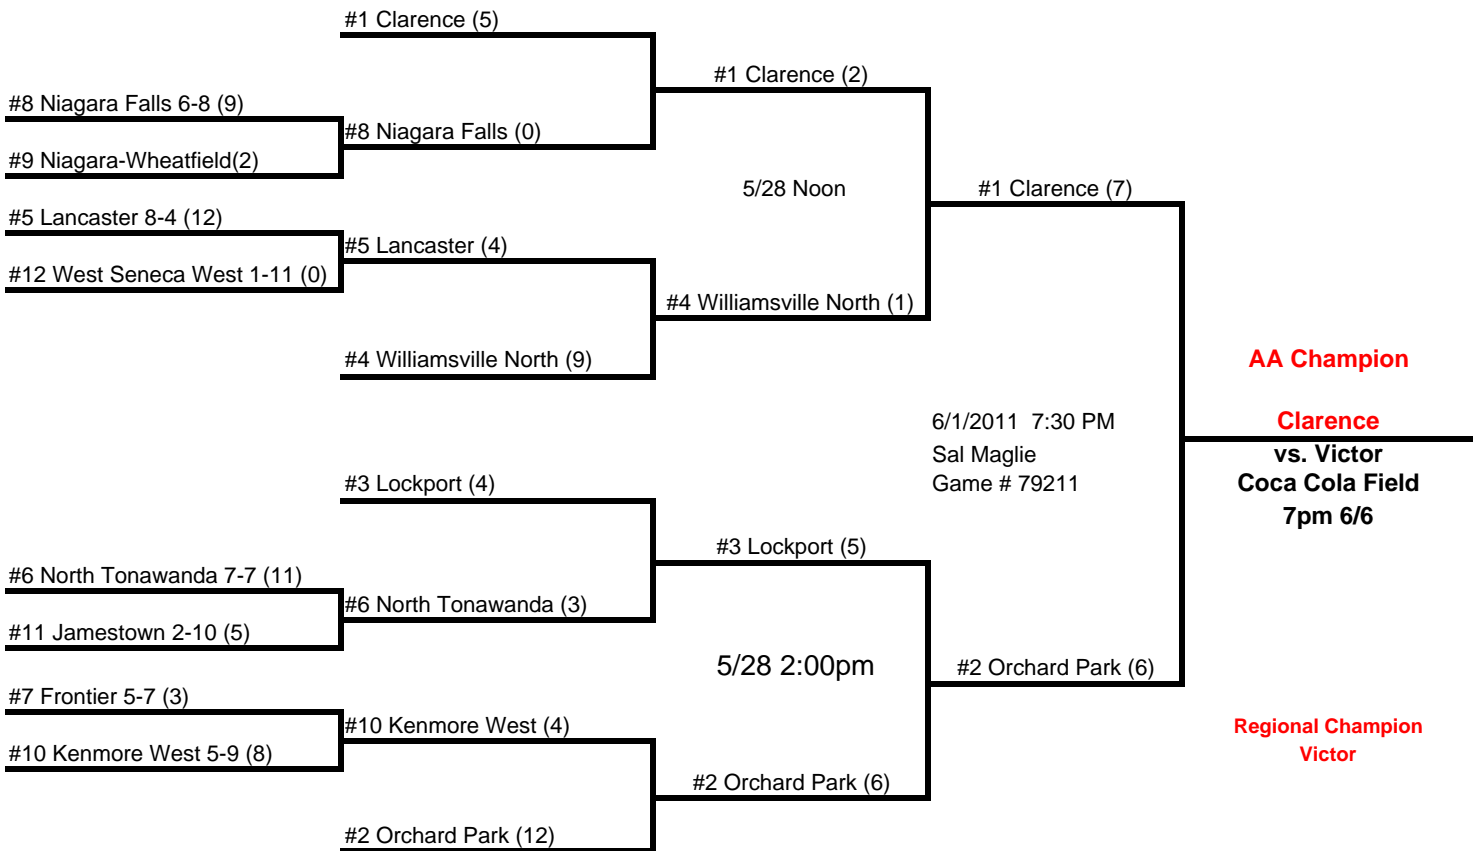 #1 Clarence (5)
#1 Clarence (2)
#8 Niagara Falls 6-8 (9)
#8 Niagara Falls (0)
#9 Niagara-Wheatfield(2)
5/28 Noon
#1 Clarence (7)
#5 Lancaster 8-4 (12)
#5 Lancaster (4)
#12 West Seneca West 1-11 (0)
#4 Williamsville North (1)
#4 Williamsville North (9)
AA Champion
6/1/2011  7:30 PM
Sal Maglie
Game # 79211
Clarence
vs. Victor
Coca Cola Field
7pm 6/6
#3 Lockport (4)
#3 Lockport (5)
#6 North Tonawanda 7-7 (11)
#6 North Tonawanda (3)
#11 Jamestown 2-10 (5)
5/28 2:00pm
#2 Orchard Park (6)
#7 Frontier 5-7 (3)
#10 Kenmore West (4)
#10 Kenmore West 5-9 (8)
Regional Champion
Victor
#2 Orchard Park (6)
#2 Orchard Park (12)